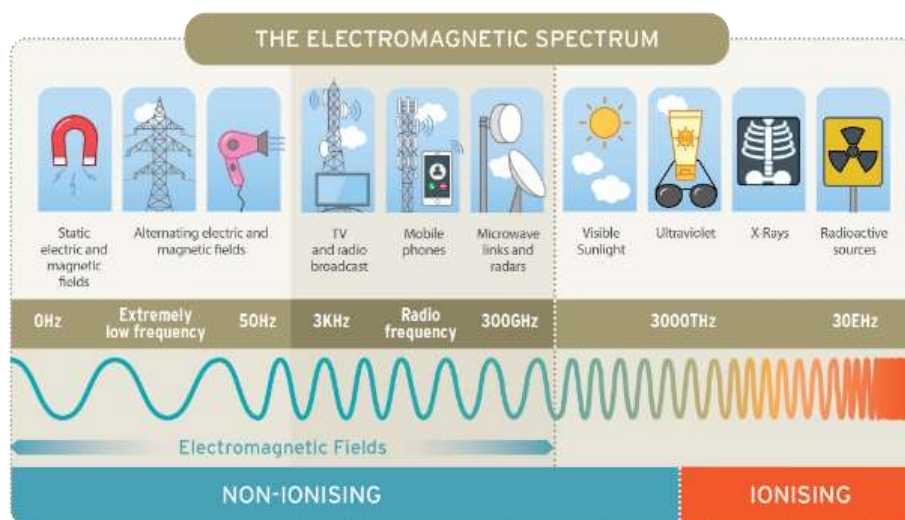 THE ELECTROMAGNETIC SPECTRUM
Static
electric and
magnetic
fields
Alternating electric and
magnetic fields
TV
and radio
broadcast
Mobile
phones
Microwave
links and
radars
Visible
Sunlight
Ultraviolet
X-Rays
Radioactive
sources
0Hz
Extremely
low frequency
50Hz
3KHz
Radio
frequency
300GHz
3000THz
30EHz
Electromagnetic Fields
NON-IONISING
IONISING